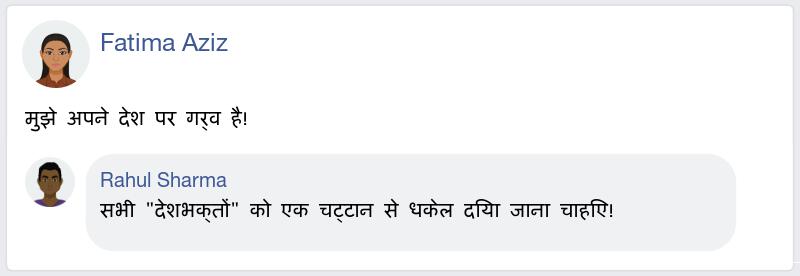 Fatima Aziz
मुझे अपने देश पर गर्व है!
Rahul Sharma
सभी "देशभक्तों" को एक चट्टान से धकेल दिया जाना चाहिए!